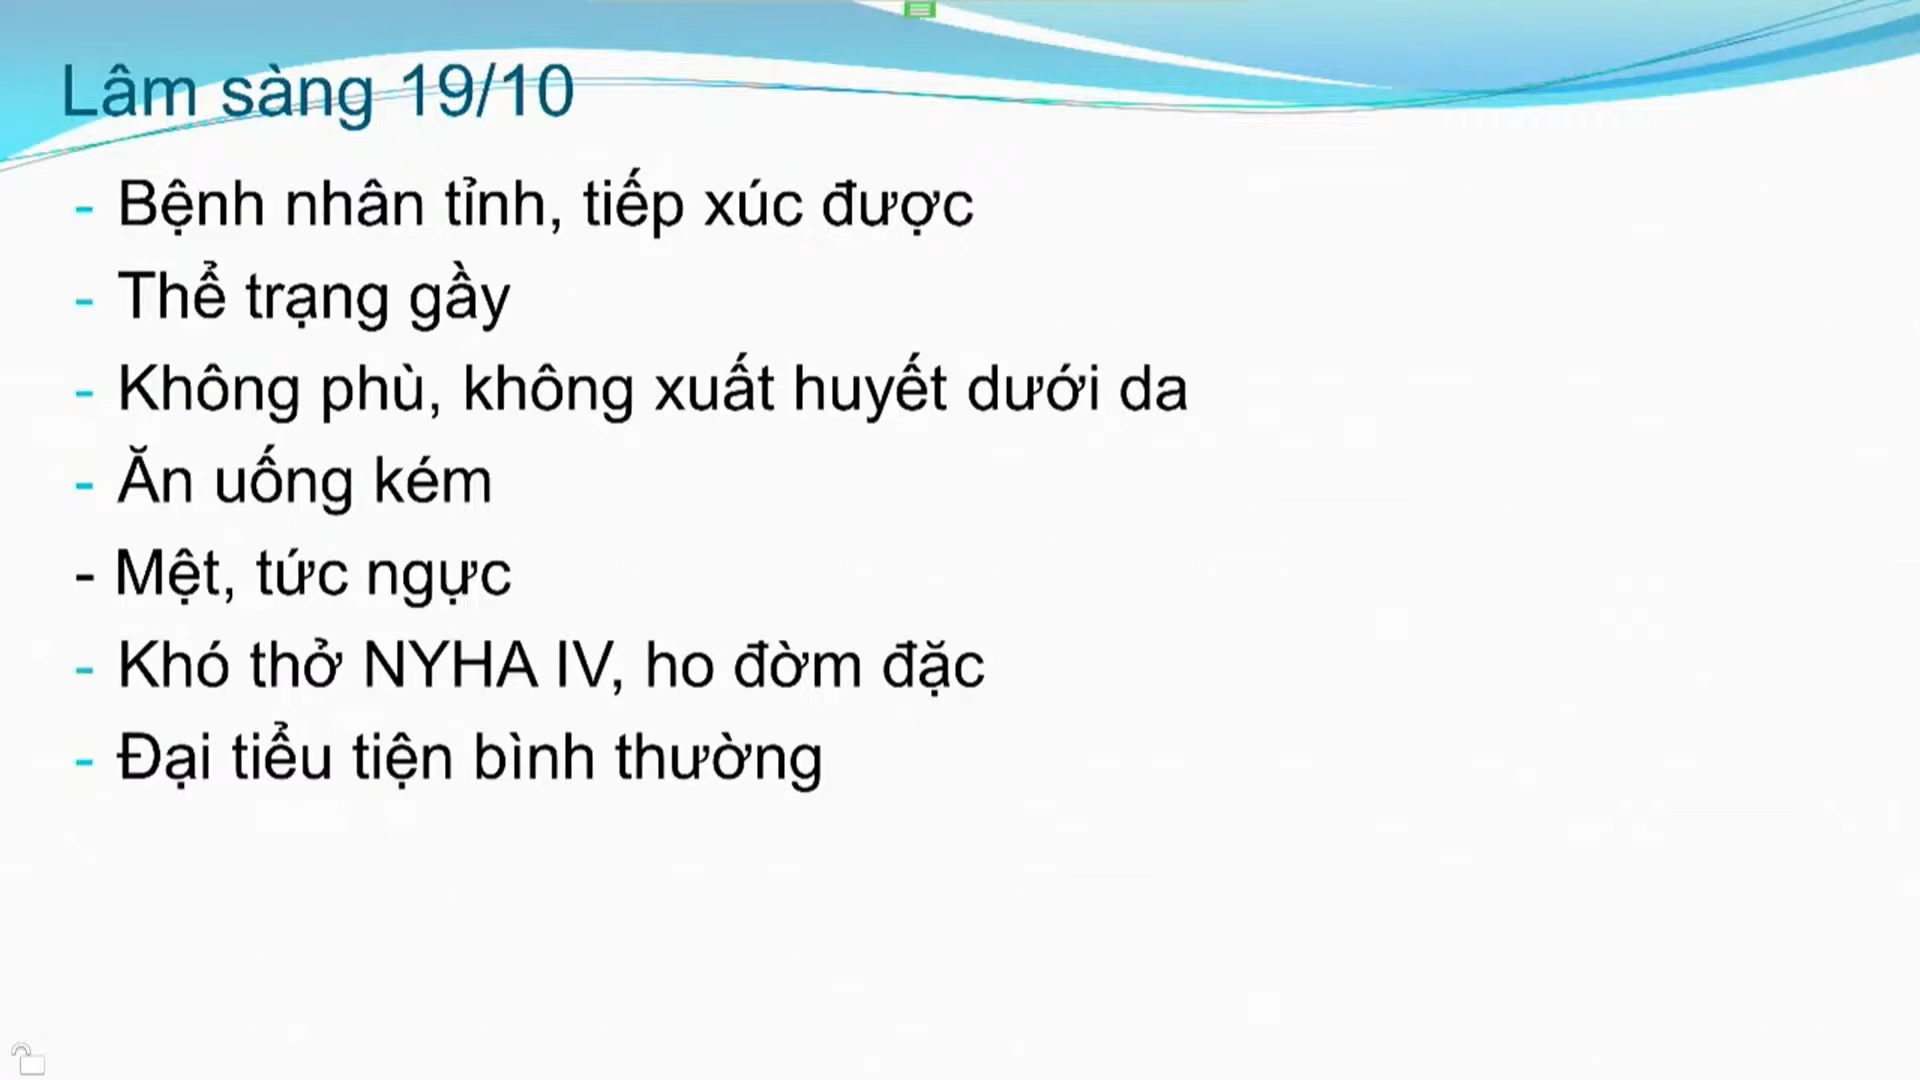 Lâm sàng 19/10
- Bệnh nhân tỉnh, tiếp xúc được
- Thể trạng gầy
- Không phù, không xuất huyết dưới da
- Ăn uống kém
- Mệt, tức ngực
- Khó thở NYHA IV, ho đờm đặc
- Đại tiểu tiện bình thường